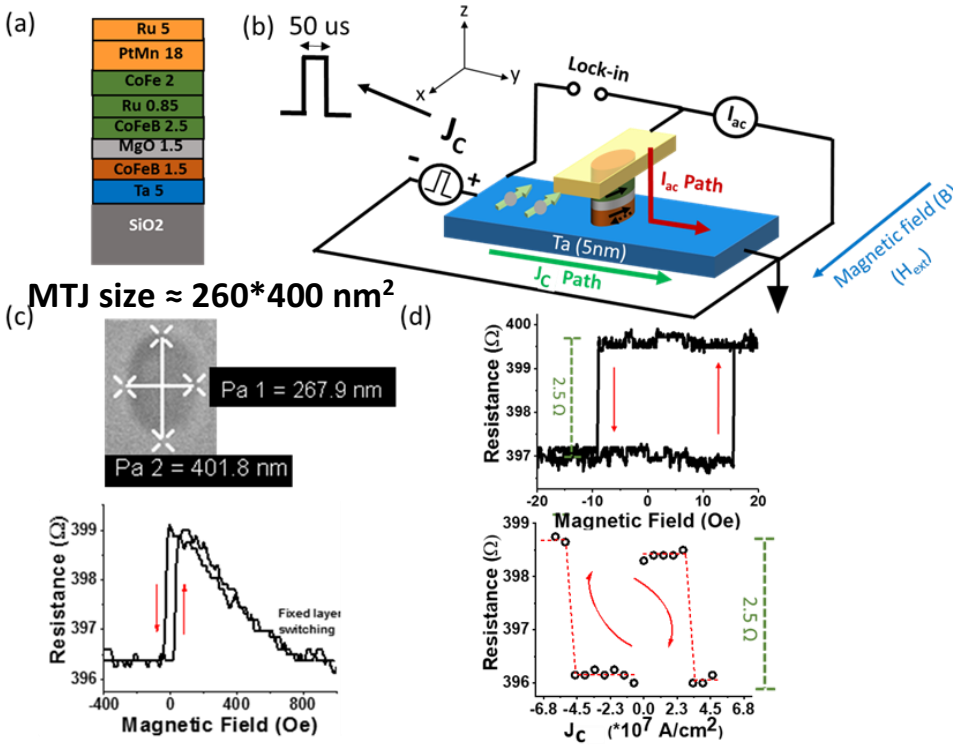 (a)
Ru 5
PtMn 18
CoFe 2
Ru 0.85
CoFeB 2.5
MgO 1.5
CoFeB 1.5
Ta 5
SiO2
(b)
50 us
z
y
x
J_C
Lock-in
I_ac
I_ac Path
-
+
Ta (5nm)
J_C Path
Magnetic field (B)
(H_ext)
MTJ size ≈ 260*400 nm²
(c)
Pa 1 = 267.9 nm
Pa 2 = 401.8 nm
Resistance (Ω)
399
398
397
396
Fixed layer
switching
-400 0 400 800
Magnetic Field (Oe)
(d)
Resistance (Ω)
400
399
398
397
2.5 Ω
-20 -10 0 10 20
Magnetic Field (Oe)
Resistance (Ω)
399
398
397
396
2.5 Ω
-6.8 -4.5 -2.3 0.0 2.3 4.5 6.8
J_C (*10⁷ A/cm²)